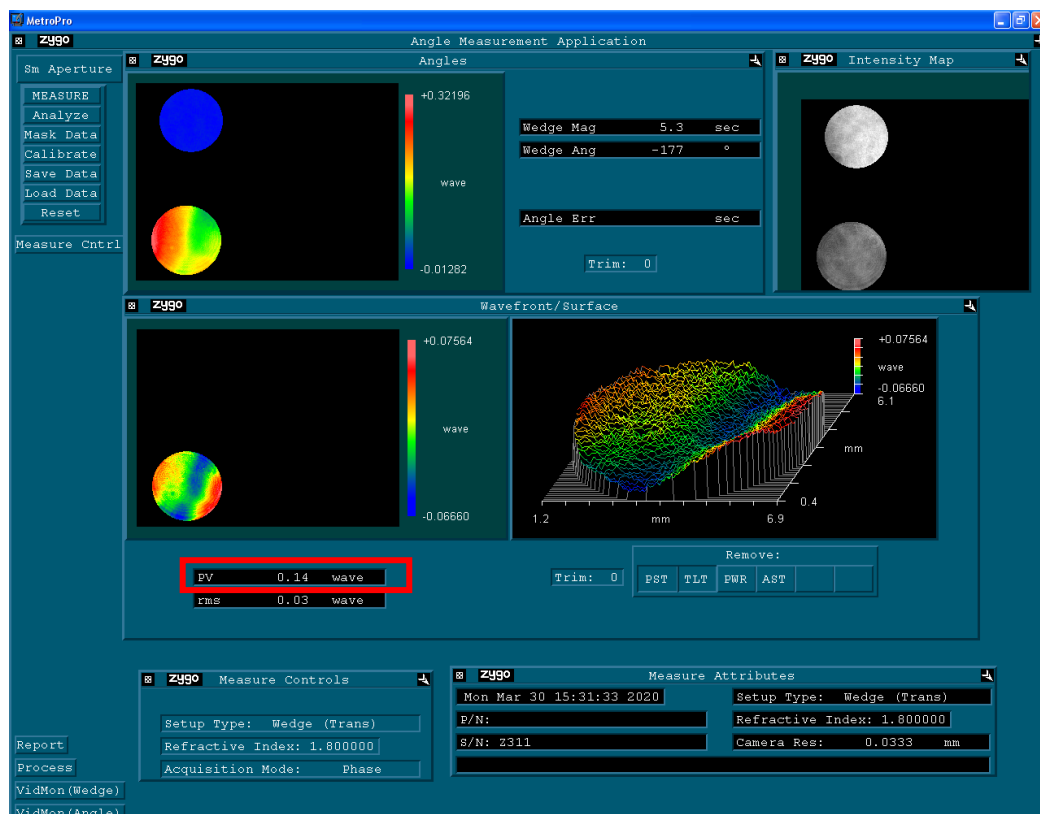 MetroPro
zygo Angle Measurement Application
Sm Aperture
MEASURE
Analyze
Mask Data
Calibrate
Save Data
Load Data
Reset
Measure Cntrl
zygo Angles
+0.32196
wave
-0.01282
Wedge Mag 5.3 sec
Wedge Ang -177 °
Angle Err sec
Trim: 0
zygo Intensity Map
zygo Wavefront/Surface
+0.07564
wave
-0.06660
+0.07564
wave
-0.06660
6.1
mm
0.4
1.2 mm 6.9
PV 0.14 wave
rms 0.03 wave
Trim: 0
Remove:
PST TLT PWR AST
zygo Measure Controls
Setup Type: Wedge (Trans)
Refractive Index: 1.800000
Acquisition Mode: Phase
zygo Measure Attributes
Mon Mar 30 15:31:33 2020
Setup Type: Wedge (Trans)
P/N:
Refractive Index: 1.800000
S/N: Z311
Camera Res: 0.0333 mm
Report
Process
VidMon(Wedge)
VidMon(Angle)